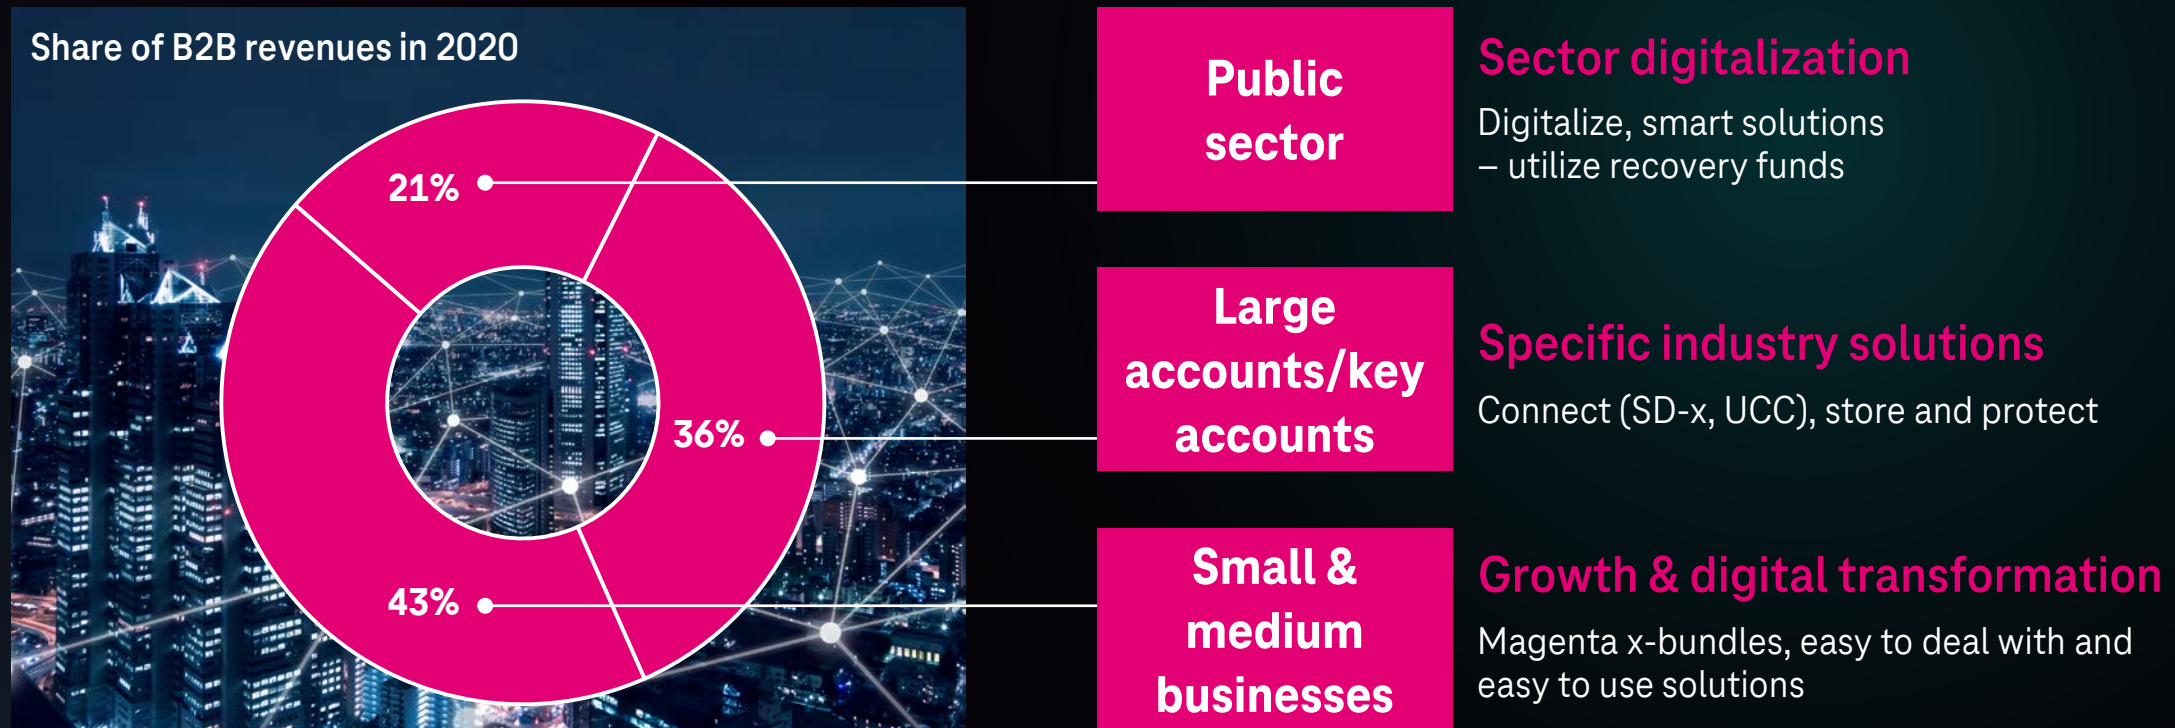 Share of B2B revenues in 2020
21%
36%
43%
Public
sector
Sector digitalization
Digitalize, smart solutions
– utilize recovery funds
Large
accounts/key
accounts
Specific industry solutions
Connect (SD-x, UCC), store and protect
Small &
medium
businesses
Growth & digital transformation
Magenta x-bundles, easy to deal with and
easy to use solutions